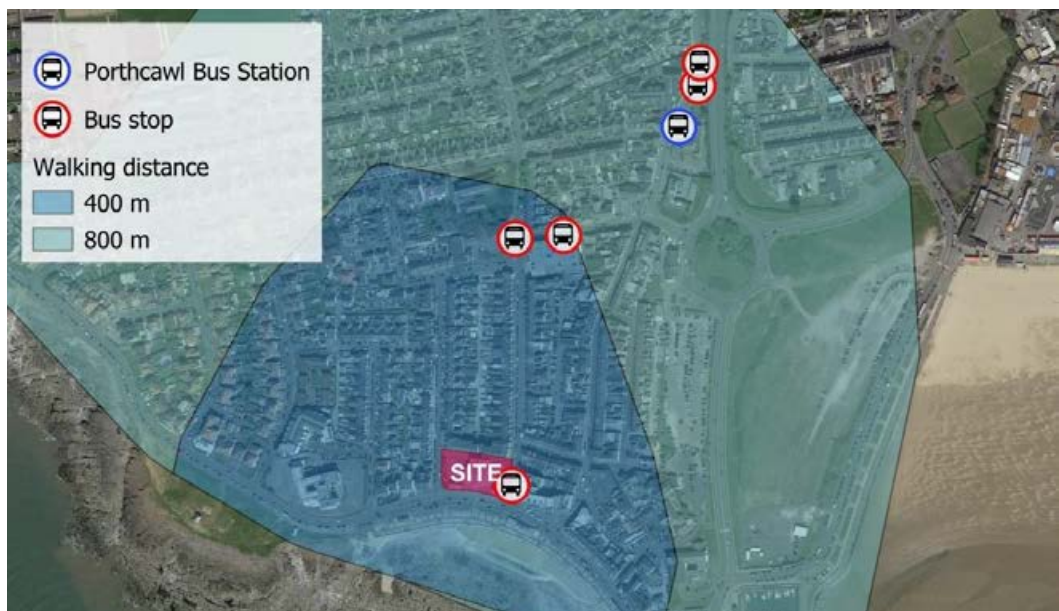 Porthcawl Bus Station
Bus stop
Walking distance
400 m
800 m
SITE